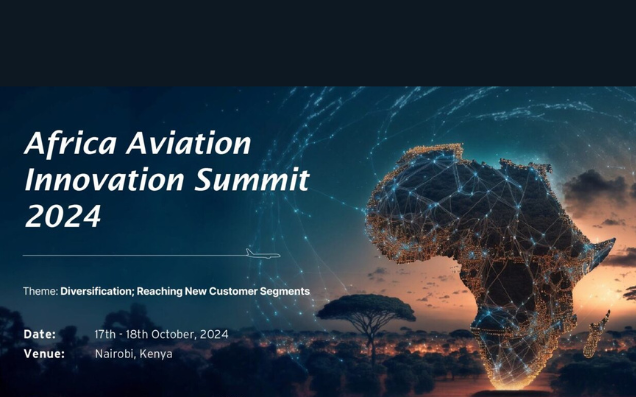 Africa Aviation
Innovation Summit
2024
Theme: Diversification; Reaching New Customer Segments
Date: 17th - 18th October, 2024
Venue: Nairobi, Kenya